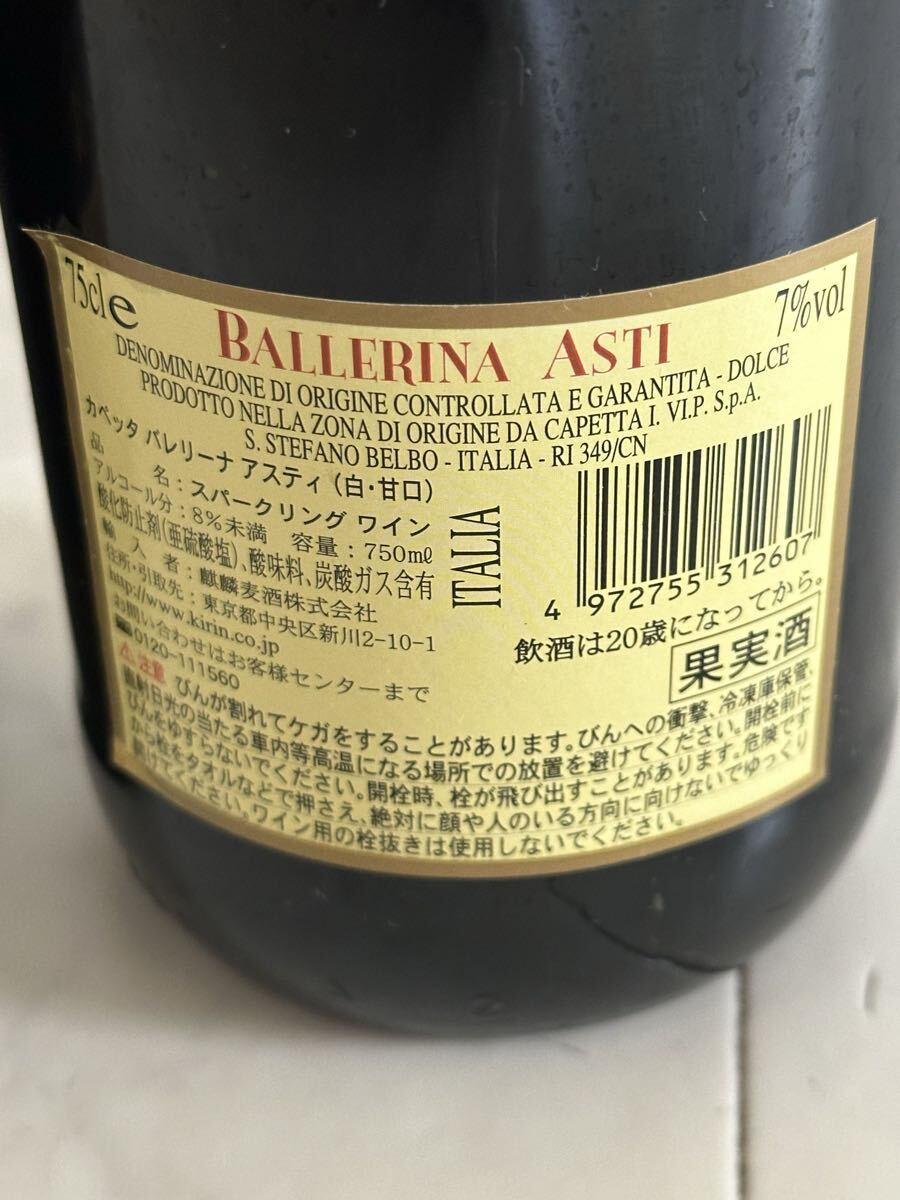 75cl e
7%vol
BALLERINA ASTI
DENOMINAZIONE DI ORIGINE CONTROLLATA E GARANTITA - DOLCE
PRODOTTO NELLA ZONA DI ORIGINE DA CAPETTA I. VI.P. S.p.A.
S. STEFANO BELBO - ITALIA - RI 349/CN
カペッタ バレリーナ アスティ (白・甘口)
品名:スパークリング ワイン
アルコール分:8%未満 容量:750mℓ
酸化防止剤(亜硫酸塩)、酸味料、炭酸ガス含有
輸入者:麒麟麦酒株式会社
住所・引取先:東京都中央区新川2-10-1
http://www.kirin.co.jp
お問い合わせはお客様センターまで
0120-111560
ITALIA
4 972755 312607
飲酒は20歳になってから。
果実酒
注意 びんが割れてケガをすることがあります。びんへの衝撃、冷凍庫保管、
直射日光の当たる車内等高温になる場所での放置を避けてください。開栓前に
びんをゆすらないでください。開栓時、栓が飛び出すことがあります。危険です
から栓をタオルなどで押さえ、絶対に顔や人のいる方向に向けないでゆっくり
開けてください。ワイン用の栓抜きは使用しないでください。